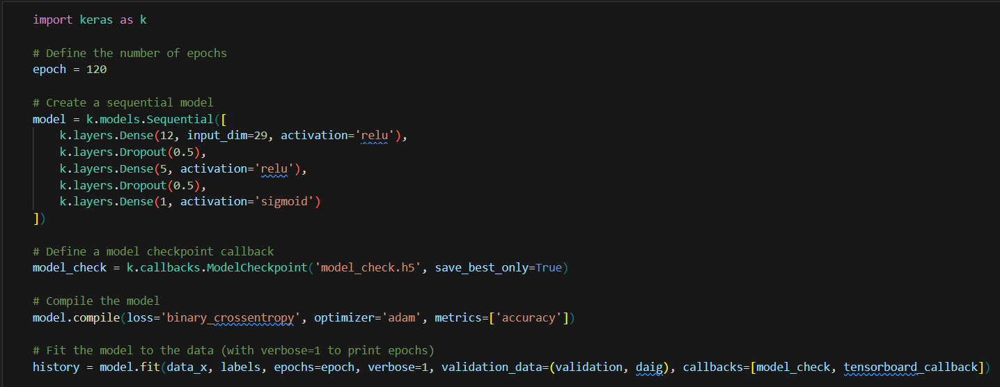 import keras as k
# Define the number of epochs
epoch = 120
# Create a sequential model
model = k.models.Sequential([
    k.layers.Dense(12, input_dim=29, activation='relu'),
    k.layers.Dropout(0.5),
    k.layers.Dense(5, activation='relu'),
    k.layers.Dropout(0.5),
    k.layers.Dense(1, activation='sigmoid')
])
# Define a model checkpoint callback
model_check = k.callbacks.ModelCheckpoint('model_check.h5', save_best_only=True)
# Compile the model
model.compile(loss='binary_crossentropy', optimizer='adam', metrics=['accuracy'])
# Fit the model to the data (with verbose=1 to print epochs)
history = model.fit(data_x, labels, epochs=epoch, verbose=1, validation_data=(validation, daig), callbacks=[model_check, tensorboard_callback])